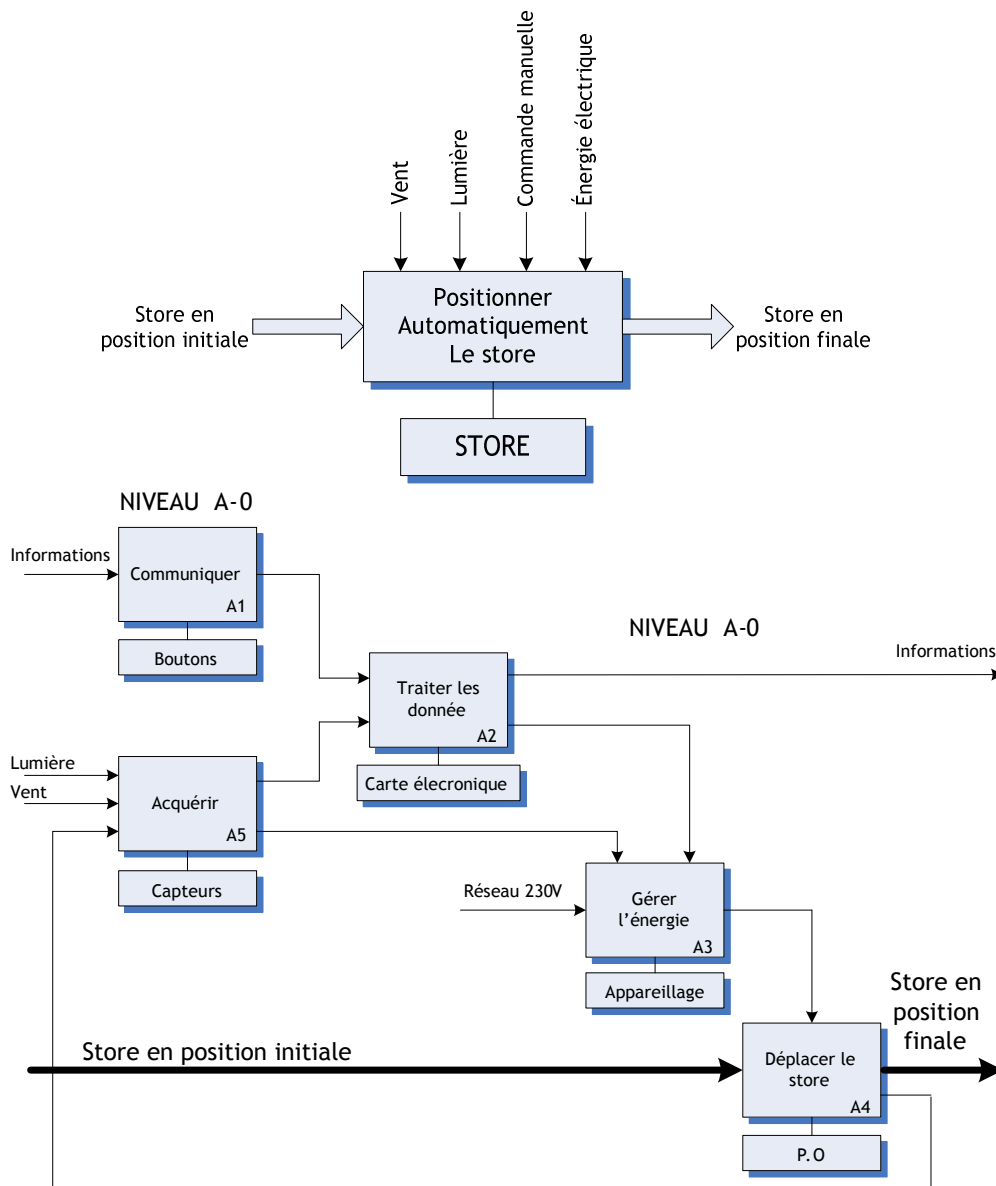 Vent
Lumière
Commande manuelle
Énergie électrique
Store en
position initiale
Positionner
Automatiquement
Le store
Store en
position finale
STORE
NIVEAU A-0
Informations
Communiquer
A1
Boutons
NIVEAU A-0
Informations
Traiter les
donnée
A2
Carte élecronique
Lumière
Vent
Acquérir
A5
Capteurs
Réseau 230V
Gérer
l’énergie
A3
Appareillage
Store en
position
finale
Store en position initiale
Déplacer le
store
A4
P.O